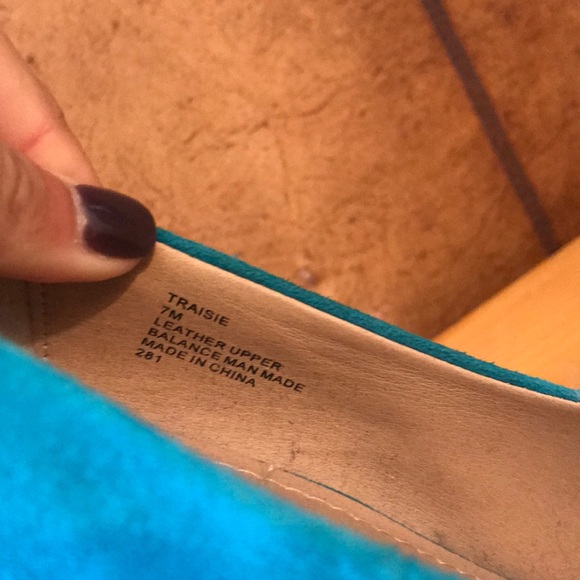 TRAISIE
7M
LEATHER UPPER
BALANCE MAN MADE
MADE IN CHINA
281